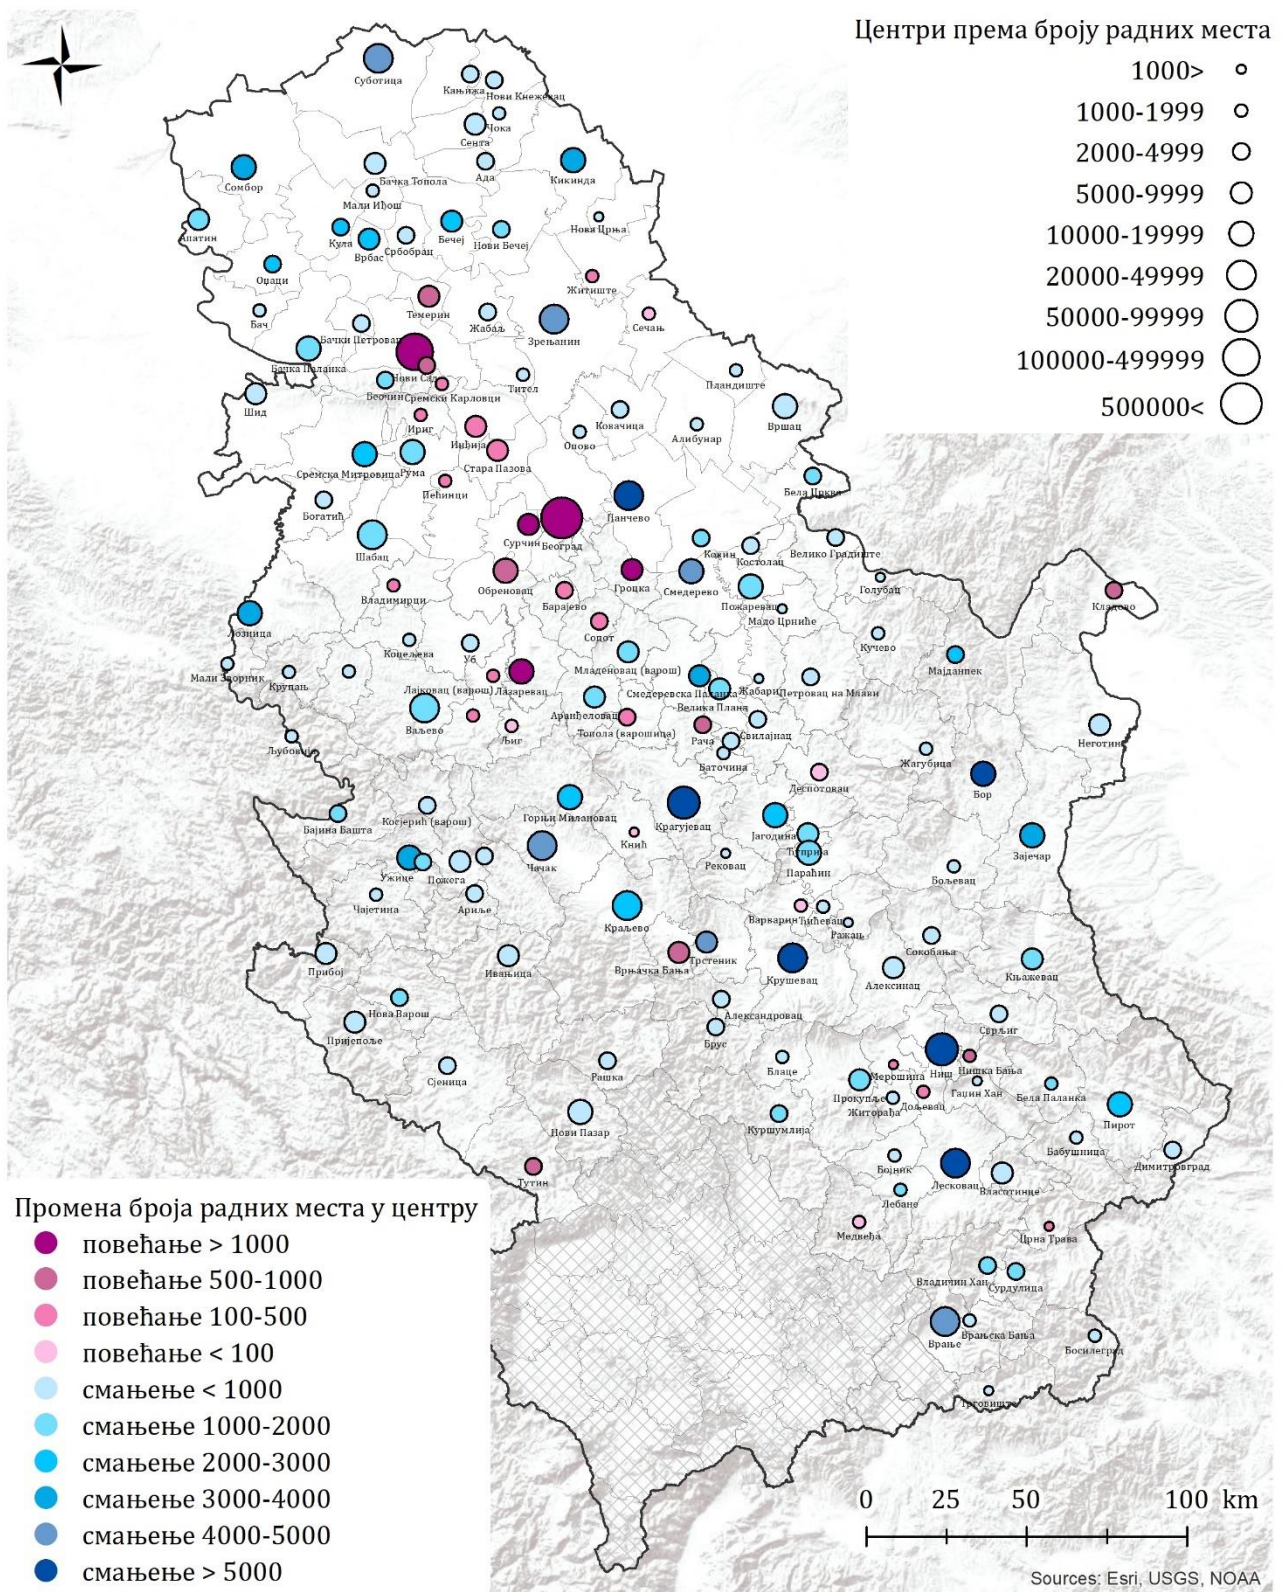 Центри према броју радних места
1000>
1000-1999
2000-4999
5000-9999
10000-19999
20000-49999
50000-99999
100000-499999
500000<
Суботица
Кањижа
Нови Кнежевац
Чока
Сента
Ада
Бачка Топола
Кикинда
Сомбор
Мали Иђош
Апатин
Кула
Врбас
Србобран
Бечеј
Нови Бечеј
Нова Црња
Оџаци
Житиште
Темерин
Бач
Жабаљ
Зрењанин
Сечањ
Бачки Петровац
Бачка Паланка
Нови Сад
Беочин
Сремски Карловци
Тител
Пландиште
Шид
Ириг
Инђија
Ковачица
Опово
Алибунар
Вршац
Сремска Митровица
Рума
Стара Пазова
Пећинци
Бела Црква
Богатић
Панчево
Сурчин
Београд
Шабац
Ковин
Костолац
Велико Градиште
Обреновац
Гроцка
Смедерево
Голубац
Владимирци
Барајево
Пожаревац
Мало Црниће
Кладово
Лозница
Сопот
Коцељева
Уб
Младеновац (варош)
Кучево
Мајданпек
Мали Зворник
Крупањ
Лајковац (варош)
Лазаревац
Смедеревска Паланка
Жабари
Петровац на Млави
Велика Плана
Ваљево
Љиг
Аранђеловац
Топола (варошица)
Рача
Свилајнац
Неготин
Љубовија
Баточина
Жагубица
Деспотовац
Бор
Бајина Башта
Косјерић (варош)
Горњи Милановац
Крагујевац
Кнић
Јагодина
Ћуприја
Зајечар
Ужице
Пожега
Чачак
Рековац
Параћин
Бољевац
Чајетина
Ариље
Краљево
Варварин
Ћићевац
Ражањ
Сокобања
Прибој
Ивањица
Врњачка Бања
Трстеник
Крушевац
Алексинац
Књажевац
Нова Варош
Александровац
Пријепоље
Брус
Сврљиг
Сјеница
Рашка
Блаце
Мерошина
Ниш
Нишка Бања
Прокупље
Гаџин Хан
Бела Паланка
Житорађа
Дољевац
Нови Пазар
Куршумлија
Пирот
Бабушница
Димитровград
Тутин
Бојник
Лесковац
Власотинце
Лебане
Медвеђа
Црна Трава
Владичин Хан
Сурдулица
Врање
Врањска Бања
Босилеград
Трговиште
Промена броја радних места у центру
повећање > 1000
повећање 500-1000
повећање 100-500
повећање < 100
смањење < 1000
смањење 1000-2000
смањење 2000-3000
смањење 3000-4000
смањење 4000-5000
смањење > 5000
0 25 50 100 km
Sources: Esri, USGS, NOAA